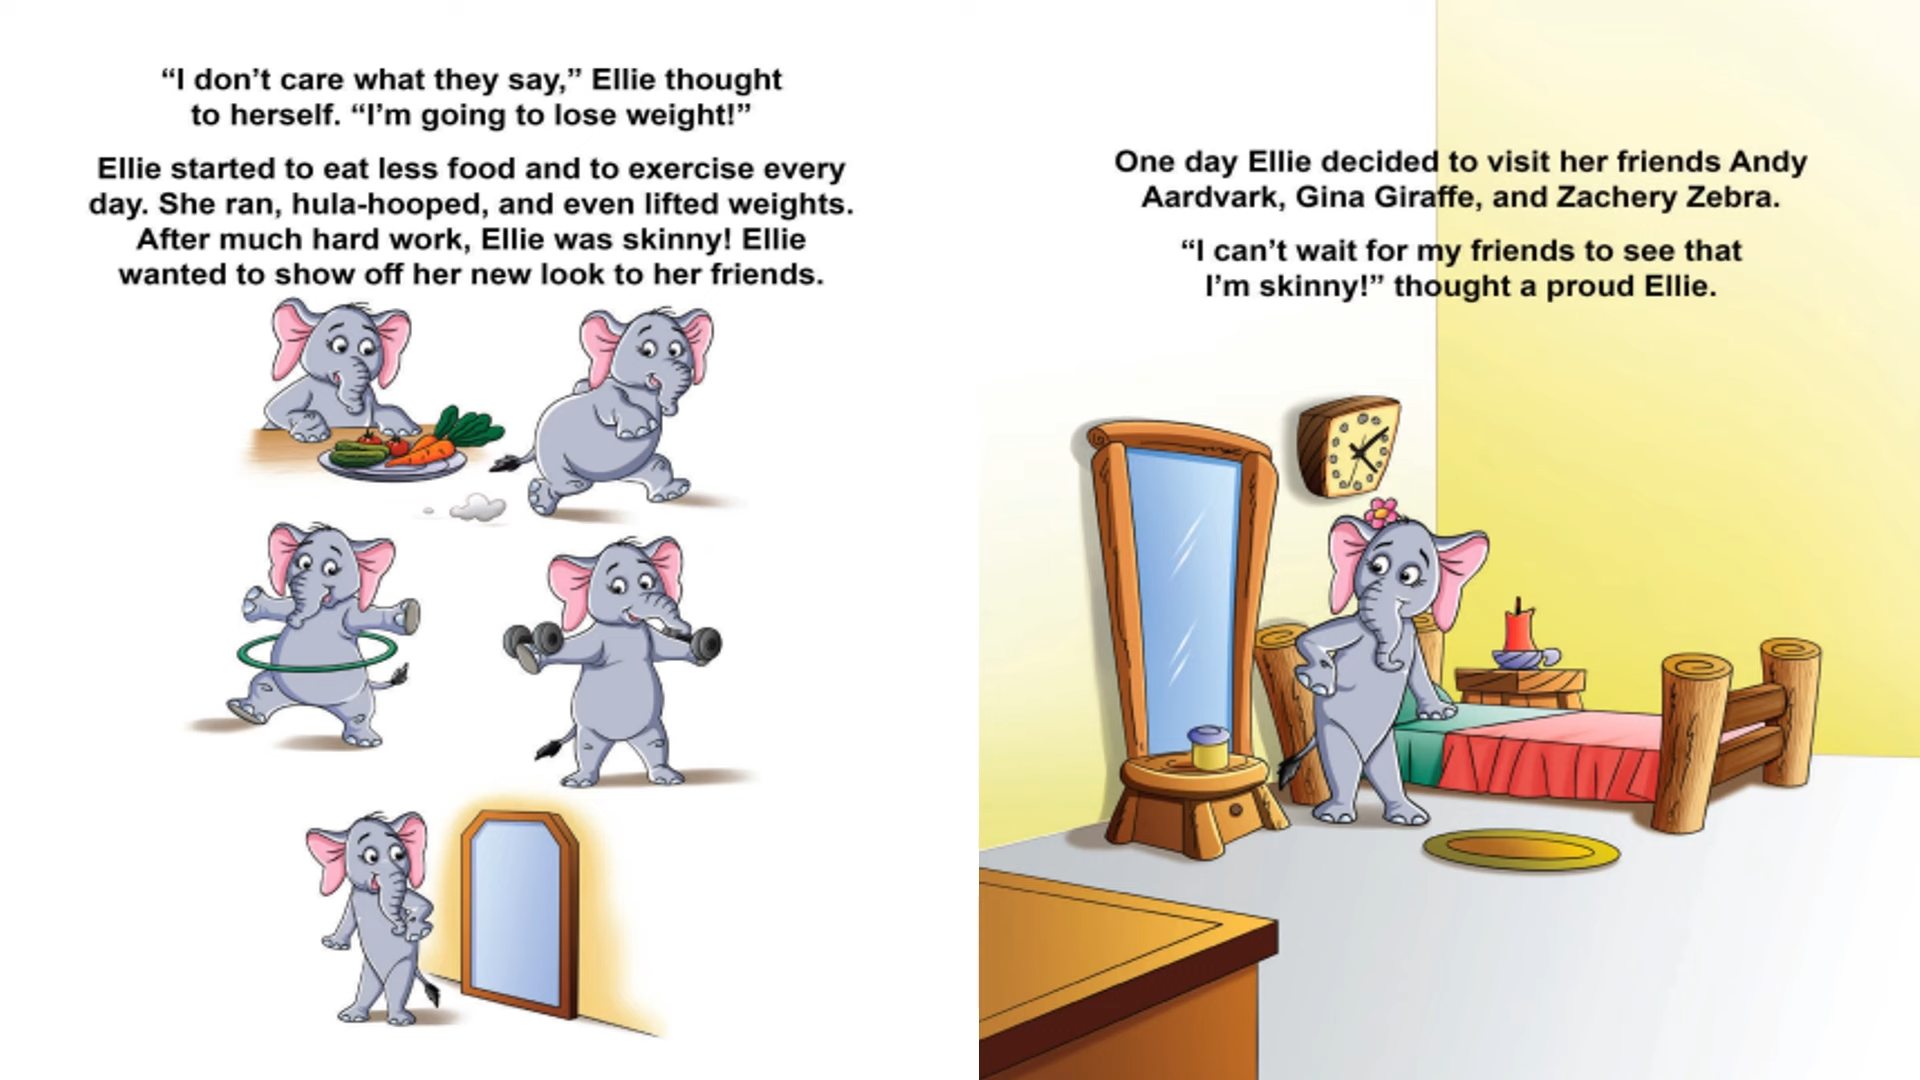 “I don’t care what they say,” Ellie thought
to herself. “I’m going to lose weight!”
Ellie started to eat less food and to exercise every
day. She ran, hula-hooped, and even lifted weights.
After much hard work, Ellie was skinny! Ellie
wanted to show off her new look to her friends.
One day Ellie decided to visit her friends Andy
Aardvark, Gina Giraffe, and Zachery Zebra.
“I can’t wait for my friends to see that
I’m skinny!” thought a proud Ellie.